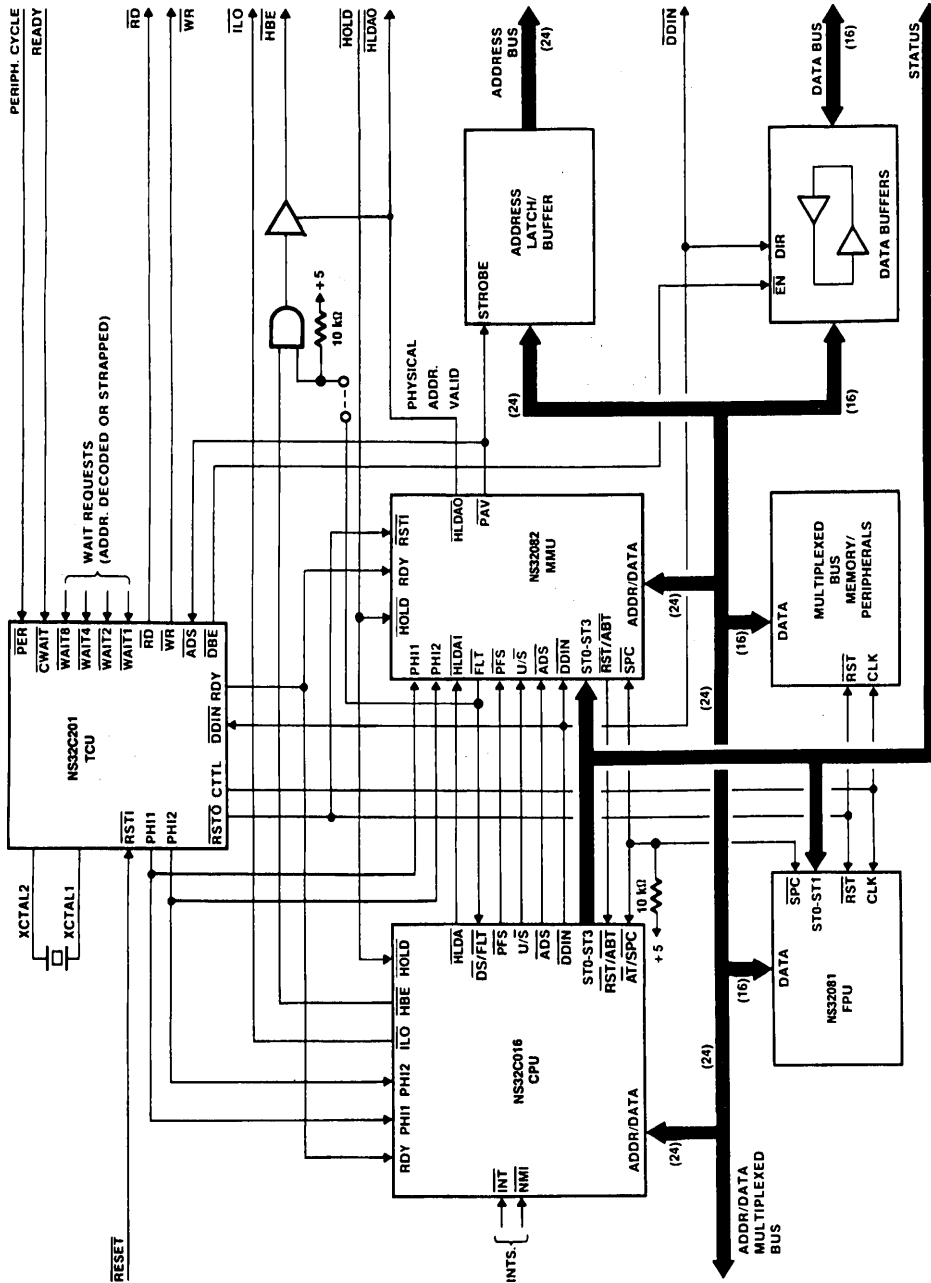 PERIPH. CYCLE
READY
RD
WR
ILO
HBE
HOLD
HLDAO
ADDRESS
BUS
(24)
DDIN
DATA BUS
(16)
STATUS
XCTAL2
XCTAL1
NS32C201
TCU
PER
CWAIT
WAIT8
WAIT4
WAIT2
WAIT1
RD
WR
ADS
DBE
RSTI
PHI1
PHI2
RSTO
CTTL
DDIN
RDY
WAIT REQUESTS
(ADDR. DECODED OR STRAPPED)
RESET
+5
10 kΩ
PHYSICAL
ADDR.
VALID
STROBE
ADDRESS
LATCH/
BUFFER
EN
DIR
DATA BUFFERS
(24)
(16)
NS32082
MMU
HOLD
RDY
RSTI
HLDAO
PAV
PHI1
PHI2
HLDAI
FLT
PFS
U/S
ADS
DDIN
ST0-ST3
RST/ABT
SPC
ADDR/DATA
(24)
(24)
NS32C016
CPU
RDY
PHI1
PHI2
ILO
HBE
HOLD
HLDA
DS/FLT
PFS
U/S
ADS
DDIN
ST0-ST3
RST/ABT
AT/SPC
ADDR/DATA
(24)
INTS.
INT
NMI
10 kΩ
+5
(16)
DATA
MULTIPLEXED
BUS
MEMORY/
PERIPHERALS
RST
CLK
(24)
(16)
DATA
NS32081
FPU
SPC
ST0-ST1
RST
CLK
ADDR/DATA
MULTIPLEXED
BUS